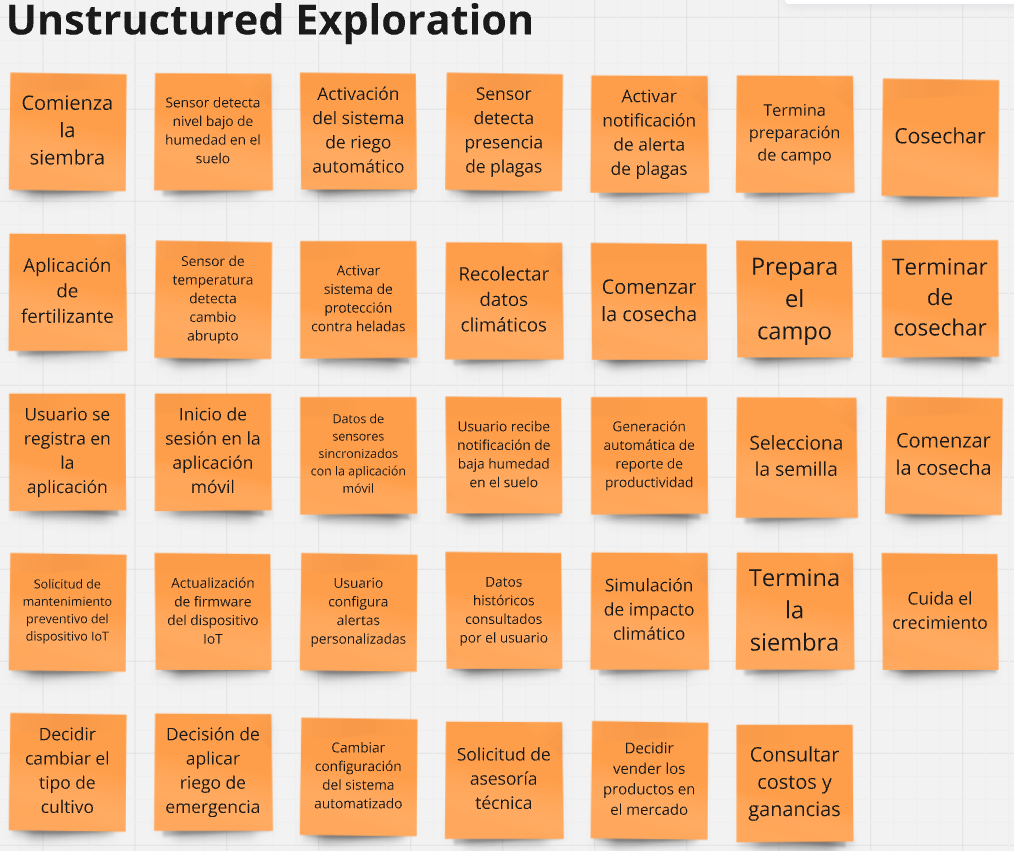 Unstructured Exploration
Comienza
la
siembra
Sensor detecta
nivel bajo de
humedad en el
suelo
Activación
del sistema
de riego
automático
Sensor
detecta
presencia
de plagas
Activar
notificación
de alerta
de plagas
Termina
preparación
de campo
Cosechar
Aplicación
de
fertilizante
Sensor de
temperatura
detecta
cambio
abrupto
Activar
sistema de
protección
contra heladas
Recolectar
datos
climáticos
Comenzar
la cosecha
Prepara
el
campo
Terminar
de
cosechar
Usuario se
registra en
la
aplicación
Inicio de
sesión en la
aplicación
móvil
Datos de
sensores
sincronizados
con la aplicación
móvil
Usuario recibe
notificación de
baja humedad
en el suelo
Generación
automática de
reporte de
productividad
Selecciona
la semilla
Comenzar
la cosecha
Solicitud de
mantenimiento
preventivo del
dispositivo IoT
Actualización
de firmware
del dispositivo
IoT
Usuario
configura
alertas
personalizadas
Datos
históricos
consultados
por el usuario
Simulación
de impacto
climático
Termina
la
siembra
Cuida el
crecimiento
Decidir
cambiar el
tipo de
cultivo
Decisión de
aplicar
riego de
emergencia
Cambiar
configuración
del sistema
automatizado
Solicitud de
asesoría
técnica
Decidir
vender los
productos en
el mercado
Consultar
costos y
ganancias